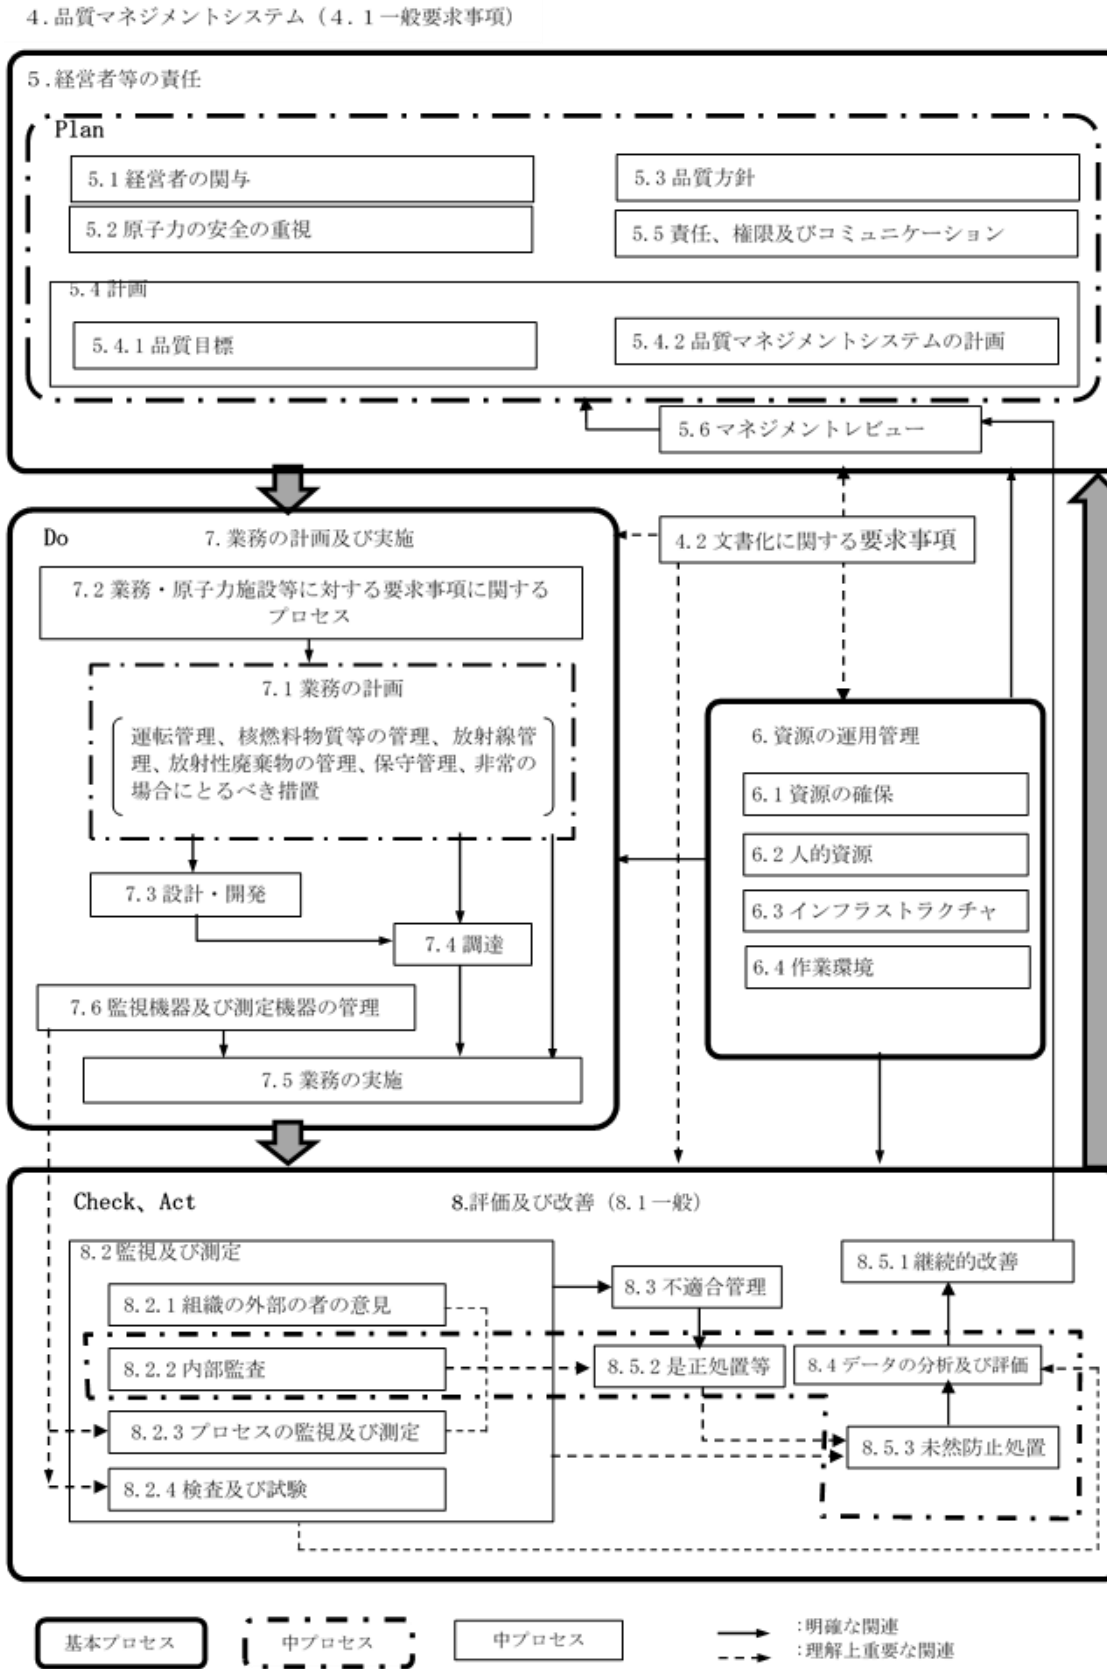 4.品質マネジメントシステム（4.1一般要求事項）
5.経営者等の責任
Plan
5.1経営者の関与
5.3品質方針
5.2原子力の安全の重視
5.5責任、権限及びコミュニケーション
5.4計画
5.4.1品質目標
5.4.2品質マネジメントシステムの計画
5.6マネジメントレビュー
Do
7.業務の計画及び実施
4.2文書化に関する要求事項
7.2業務・原子力施設等に対する要求事項に関する
プロセス
7.1業務の計画
運転管理、核燃料物質等の管理、放射線管
理、放射性廃棄物の管理、保守管理、非常の
場合にとるべき措置
6.資源の運用管理
6.1資源の確保
6.2人的資源
6.3インフラストラクチャ
6.4作業環境
7.3設計・開発
7.4調達
7.6監視機器及び測定機器の管理
7.5業務の実施
Check、Act
8.評価及び改善（8.1一般）
8.2監視及び測定
8.2.1組織の外部の者の意見
8.3不適合管理
8.5.1継続的改善
8.2.2内部監査
8.5.2是正処置等
8.4データの分析及び評価
8.2.3プロセスの監視及び測定
8.5.3未然防止処置
8.2.4検査及び試験
基本プロセス
中プロセス
中プロセス
:明確な関連
:理解上重要な関連